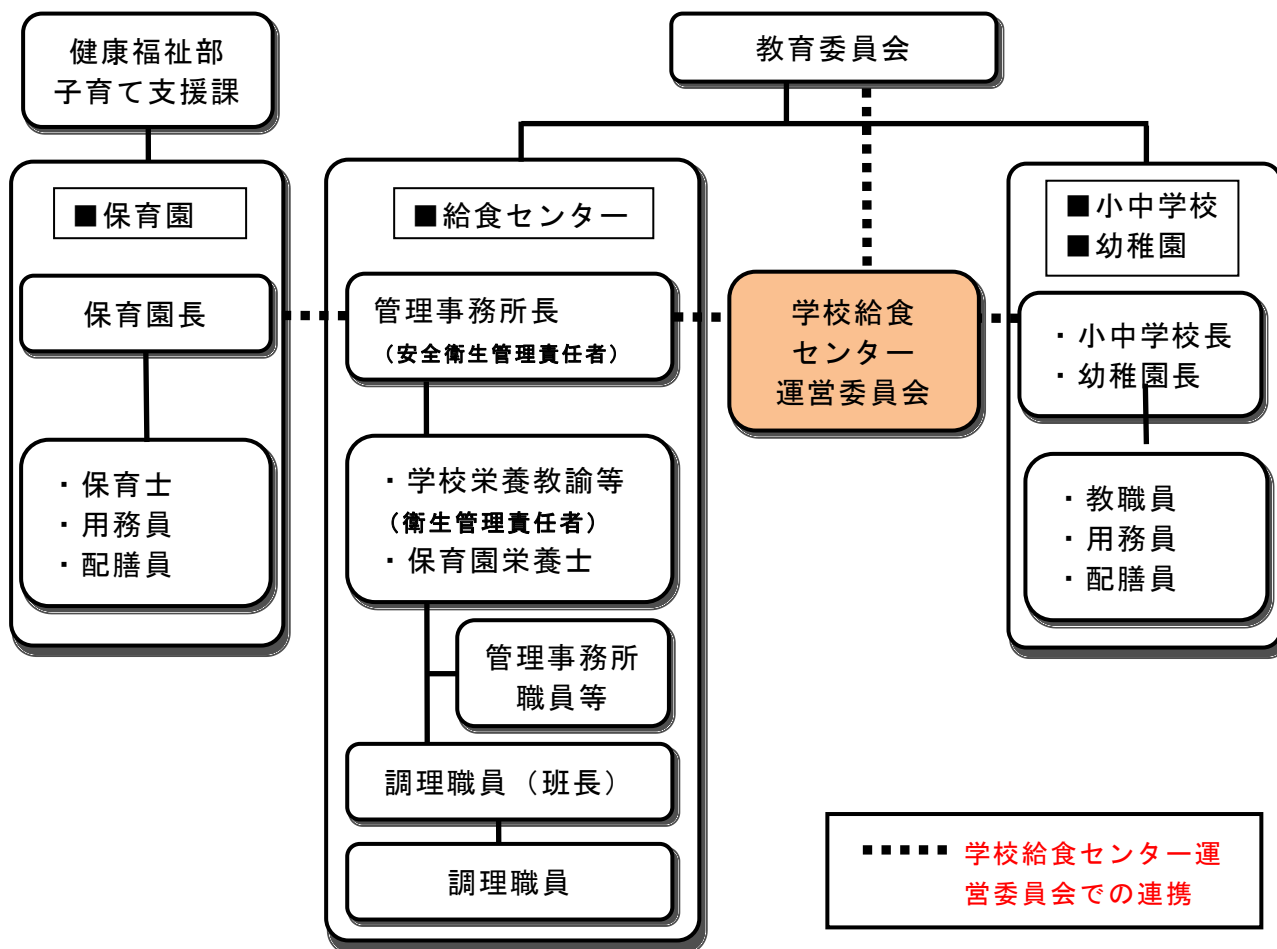 健康福祉部
子育て支援課
教育委員会
■保育園
保育園長
・保育士
・用務員
・配膳員
■給食センター
管理事務所長
（安全衛生管理責任者）
・学校栄養教諭等
（衛生管理責任者）
・保育園栄養士
管理事務所
職員等
調理職員（班長）
調理職員
学校給食
センター
運営委員会
■小中学校
■幼稚園
・小中学校長
・幼稚園長
・教職員
・用務員
・配膳員
学校給食センター運
営委員会での連携